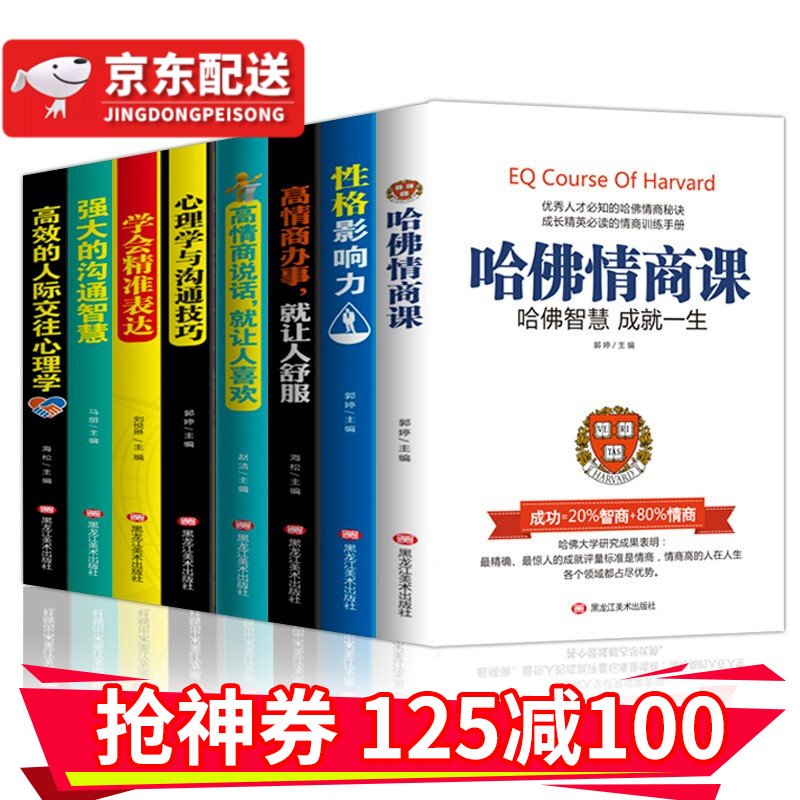 京东配送
JINGDONGPEISONG
高效的人际交往心理学
海松/主编
黑龙江美术出版社
强大的沟通智慧
马丽/主编
黑龙江美术出版社
学会精准表达
刘悦琳/主编
黑龙江美术出版社
心理学与沟通技巧
郭婷/主编
黑龙江美术出版社
高情商说话,就让人喜欢
赵洁/主编
黑龙江美术出版社
高情商办事,就让人舒服
海松/主编
黑龙江美术出版社
性格影响力
郭婷/主编
黑龙江美术出版社
哈佛情商课
郭婷/主编
黑龙江美术出版社
EQ Course Of Harvard
优秀人才必知的哈佛情商秘诀
成长精英必读的情商训练手册
哈佛情商课
哈佛智慧 成就一生
郭婷/主编
VE RI
TAS
HARVARD
成功=20%智商+80%情商
哈佛大学研究成果表明:
最精确、最惊人的成就评量标准是情商,情商高的人在人生
各个领域都占尽优势。
黑龙江美术出版社
抢神券 125减100